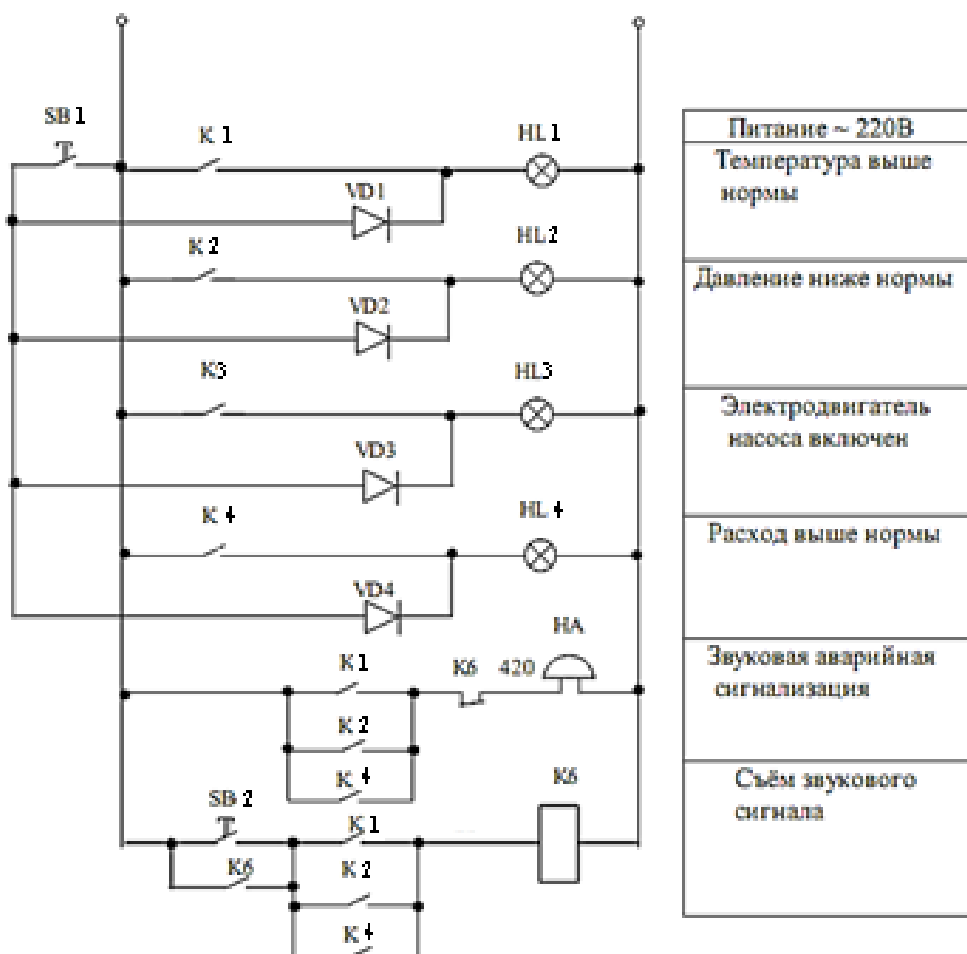 SB 1
K 1
HL 1
VD1
K 2
HL 2
VD2
K3
HL3
VD3
K 4
HL 4
VD4
HA
K1
K6
420
K 2
K 4
SB 2
K1
K6
K6
K 2
K 4
Питание ~ 220В
Температура выше
нормы
Давление ниже нормы
Электродвигатель
насоса включен
Расход выше нормы
Звуковая аварийная
сигнализация
Съём звукового
сигнала